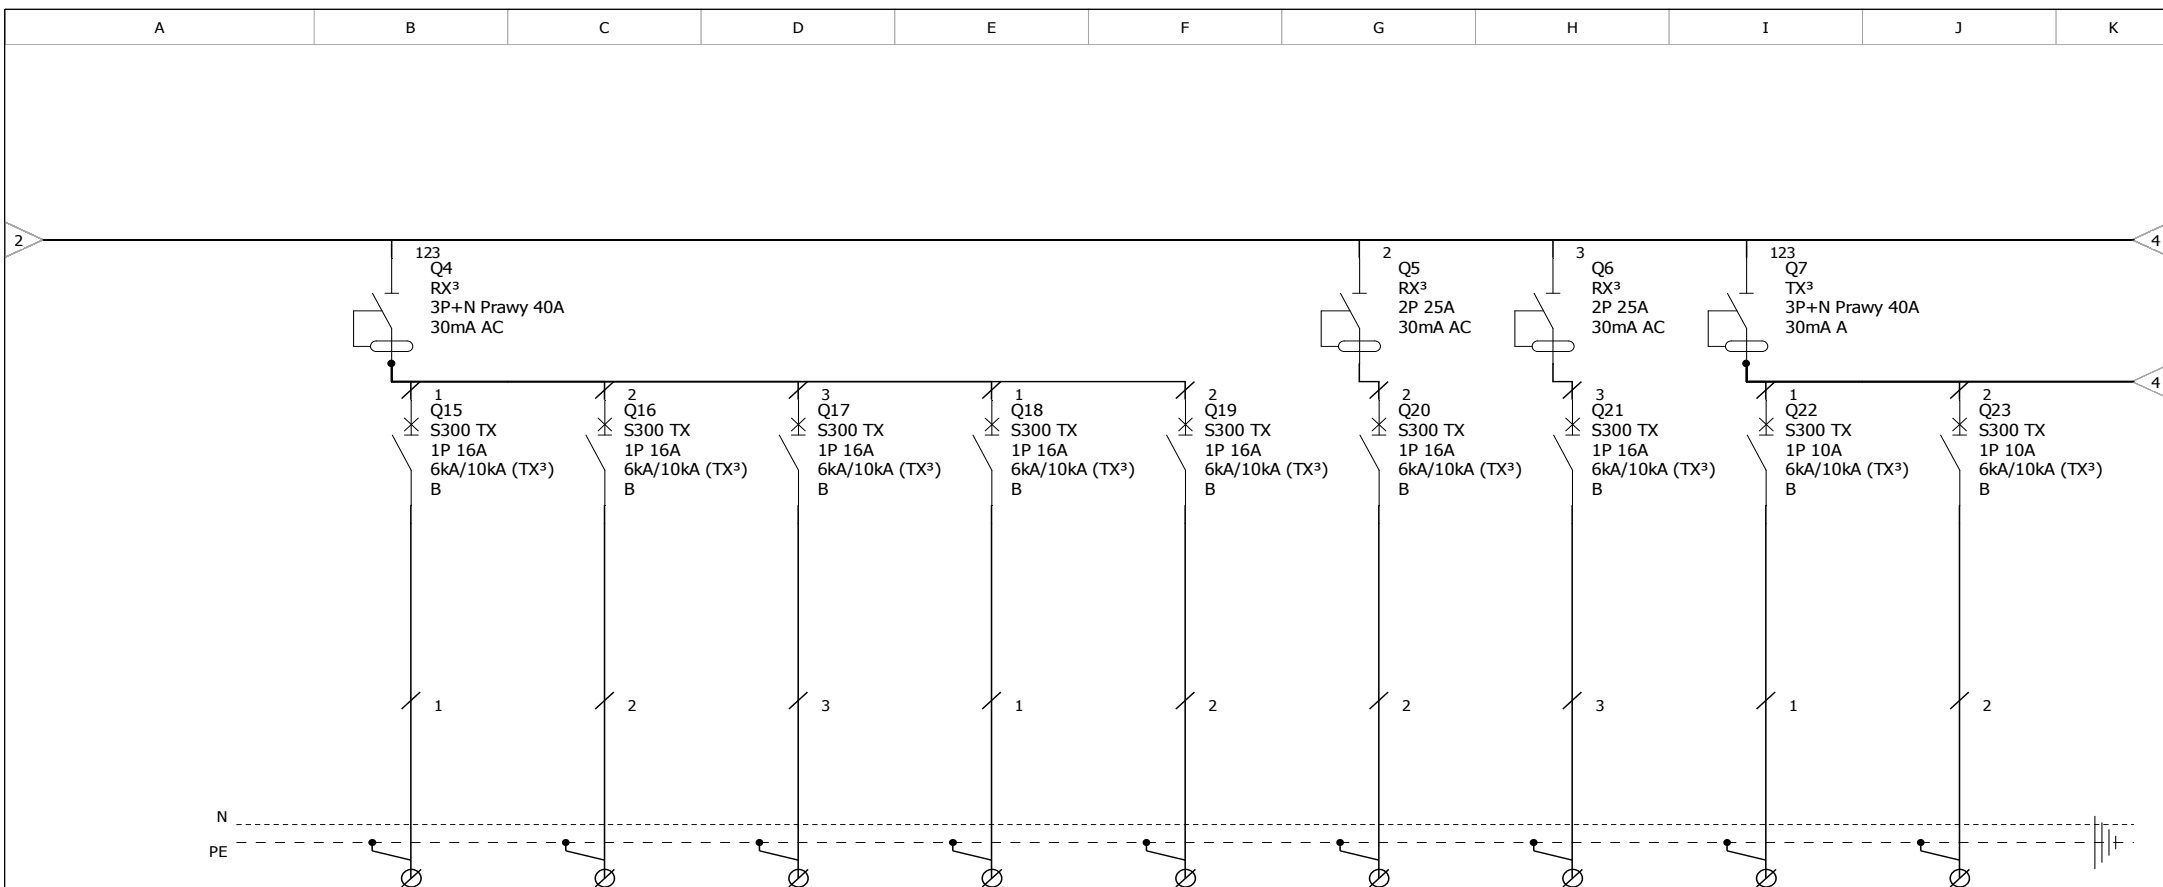 A B C D E F G H I J K
2
4
123
Q4
RX³
3P+N Prawy 40A
30mA AC
2
Q5
RX³
2P 25A
30mA AC
3
Q6
RX³
2P 25A
30mA AC
123
Q7
TX³
3P+N Prawy 40A
30mA A
4
1
Q15
S300 TX
1P 16A
6kA/10kA (TX³)
B
2
Q16
S300 TX
1P 16A
6kA/10kA (TX³)
B
3
Q17
S300 TX
1P 16A
6kA/10kA (TX³)
B
1
Q18
S300 TX
1P 16A
6kA/10kA (TX³)
B
2
Q19
S300 TX
1P 16A
6kA/10kA (TX³)
B
2
Q20
S300 TX
1P 16A
6kA/10kA (TX³)
B
3
Q21
S300 TX
1P 16A
6kA/10kA (TX³)
B
1
Q22
S300 TX
1P 10A
6kA/10kA (TX³)
B
2
Q23
S300 TX
1P 10A
6kA/10kA (TX³)
B
1 2 3 1 2 2 3 1 2
N
PE